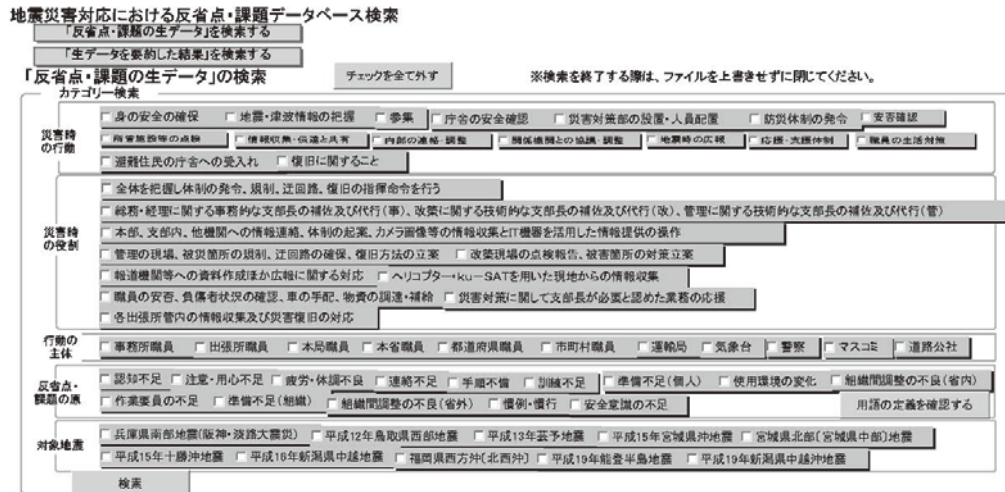 地震災害対応における反省点・課題データベース検索
「反省点・課題の生データ」を検索する
「生データを要約した結果」を検索する
「反省点・課題の生データ」の検索 チェックを全て外す ※検索を終了する際は、ファイルを上書きせずに閉じてください。
カテゴリー検索
災害時の行動
身の安全の確保 地震・津波情報の把握 参集 庁舎の安全確認 災害対策部の設置・人員配置 防災体制の発令 安否確認
所管施設等の点検 情報収集・伝達と共有 内部の連絡・調整 関係機関との協議・調整 地震時の広報 応援・支援体制 職員の生活対策
避難住民の庁舎への受入れ 復旧に関すること
災害時の役割
全体を把握し体制の発令、規制、迂回路、復旧の指揮命令を行う
総務・経理に関する事務的な支部長の補佐及び代行(事)、改築に関する技術的な支部長の補佐及び代行(改)、管理に関する技術的な支部長の補佐及び代行(管)
本部、支部内、他機関への情報連絡、体制の起案、カメラ画像等の情報収集とIT機器を活用した情報提供の操作
管理の現場、被災箇所の規制、迂回路の確保、復旧方法の立案 改築現場の点検報告、被害箇所の対策立案
報道機関等への資料作成ほか広報に関する対応 ヘリコプター・ku-SATを用いた現地からの情報収集
職員の安否、負傷者状況の確認、車の手配、物資の調達・補給 災害対策に関して支部長が必要と認めた業務の応援
各出張所管内の情報収集及び災害復旧の対応
行動の主体
事務所職員 出張所職員 本局職員 本省職員 都道府県職員 市町村職員 運輸局 気象台 警察 マスコミ 道路公社
反省点・課題の原
認知不足 注意・用心不足 疲労・体調不良 連絡不足 手順不備 訓練不足 準備不足(個人) 使用環境の変化 組織間調整の不良(省内)
作業要員の不足 準備不足(組織) 組織間調整の不良(省外) 慣例・慣行 安全意識の不足 用語の定義を確認する
対象地震
兵庫県南部地震(阪神・淡路大震災) 平成12年鳥取県西部地震 平成13年芸予地震 平成15年宮城県沖地震 宮城県北部〔宮城県中部〕地震
平成15年十勝沖地震 平成16年新潟県中越地震 福岡県西方沖〔北西沖〕 平成19年能登半島地震 平成19年新潟県中越沖地震
検索